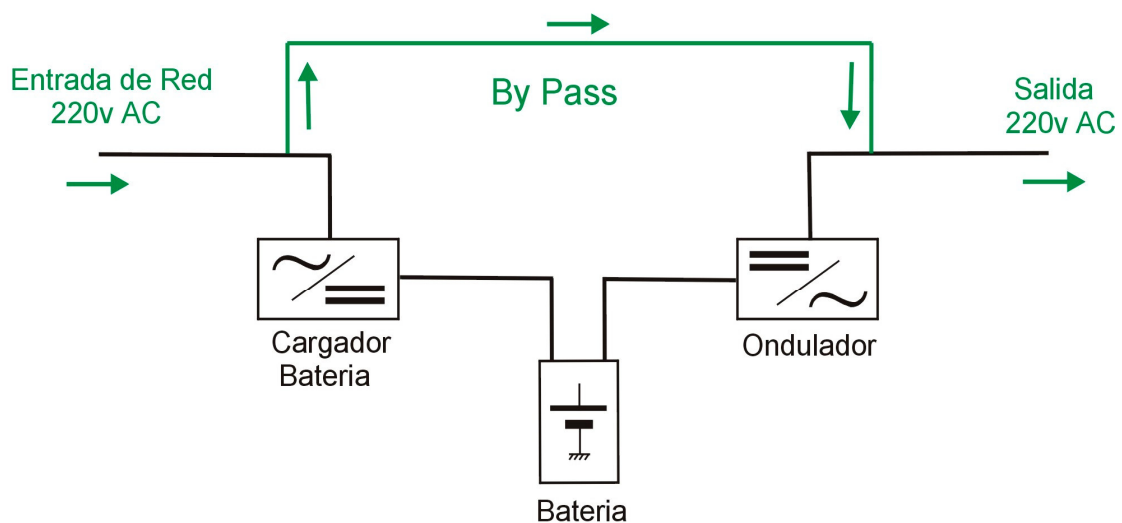 Entrada de Red
220v AC
By Pass
Salida
220v AC
Cargador
Bateria
Ondulador
Bateria